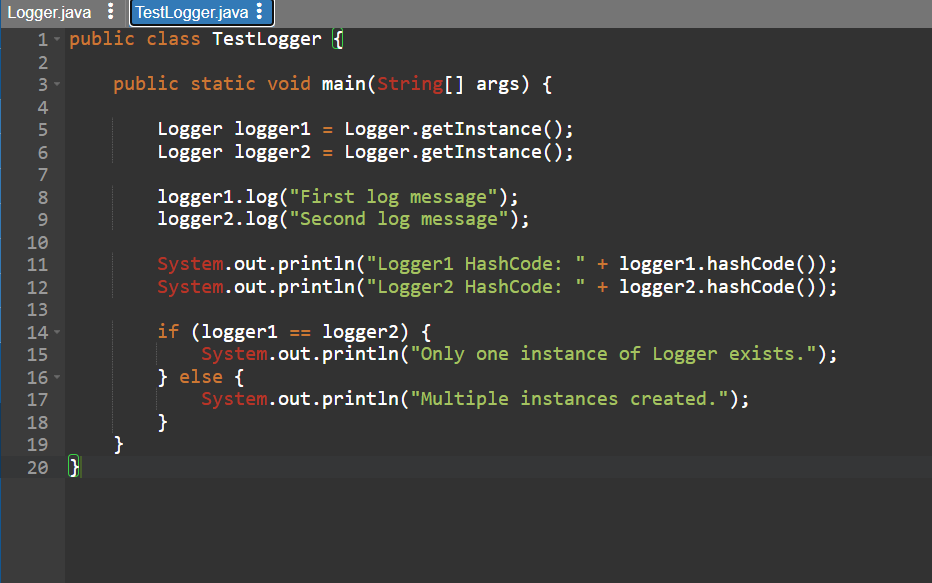 Logger.java ⋮ TestLogger.java ⋮
1 public class TestLogger {
2
3     public static void main(String[] args) {
4
5         Logger logger1 = Logger.getInstance();
6         Logger logger2 = Logger.getInstance();
7
8         logger1.log("First log message");
9         logger2.log("Second log message");
10
11         System.out.println("Logger1 HashCode: " + logger1.hashCode());
12         System.out.println("Logger2 HashCode: " + logger2.hashCode());
13
14         if (logger1 == logger2) {
15             System.out.println("Only one instance of Logger exists.");
16         } else {
17             System.out.println("Multiple instances created.");
18         }
19     }
20 }